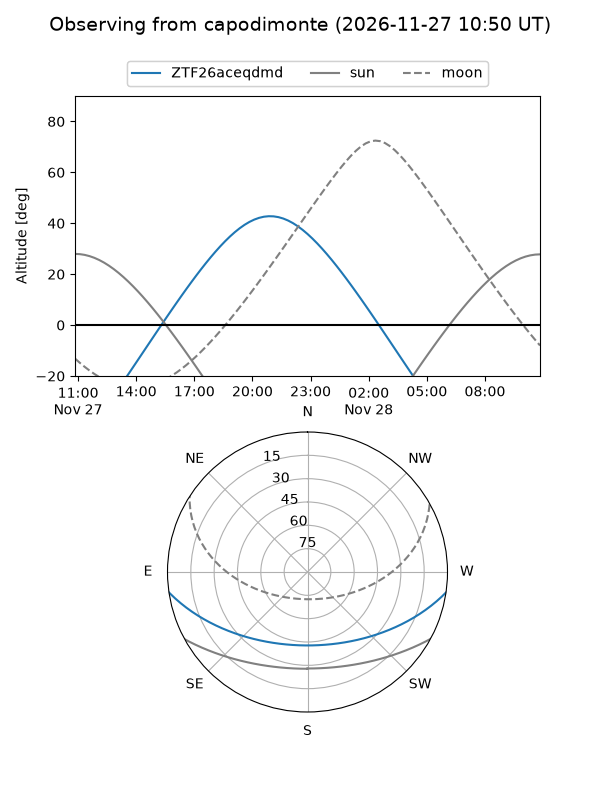 Observing from capodimonte (2026-11-27 10:50 UT)
ZTF26aceqdmd sun moon
80
60
40
20
0
−20
Altitude [deg]
11:00 14:00 17:00 20:00 23:00 02:00 05:00 08:00
Nov 27 Nov 28
N
NE NW
15
30
45
60
75
E W
SE SW
S